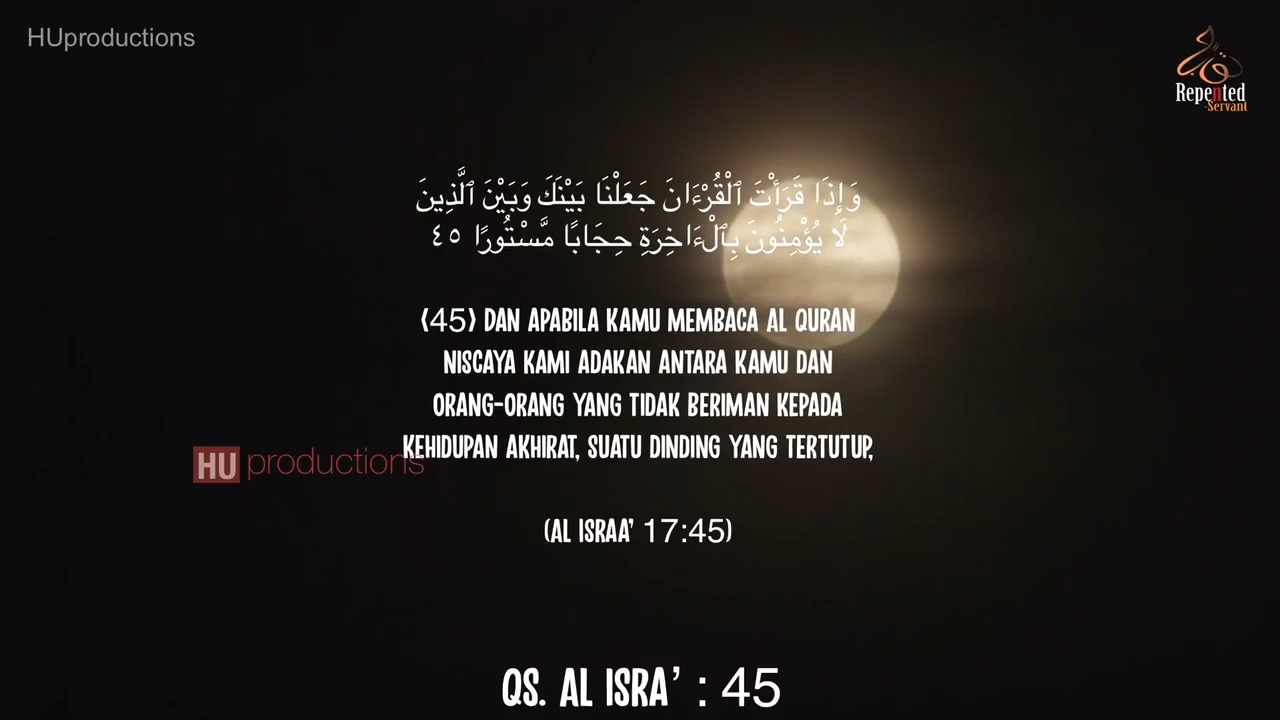 HUproductions
Repented
-Servant
وَإِذَا قَرَأْتَ ٱلْقُرْءَانَ جَعَلْنَا بَيْنَكَ وَبَيْنَ ٱلَّذِينَ
لَا يُؤْمِنُونَ بِٱلْءَاخِرَةِ حِجَابًا مَّسْتُورًا ٤٥
(45) DAN APABILA KAMU MEMBACA AL QURAN
NISCAYA KAMI ADAKAN ANTARA KAMU DAN
ORANG-ORANG YANG TIDAK BERIMAN KEPADA
KEHIDUPAN AKHIRAT, SUATU DINDING YANG TERTUTUP,
HU productions
(AL ISRAA' 17:45)
QS. AL ISRA' : 45